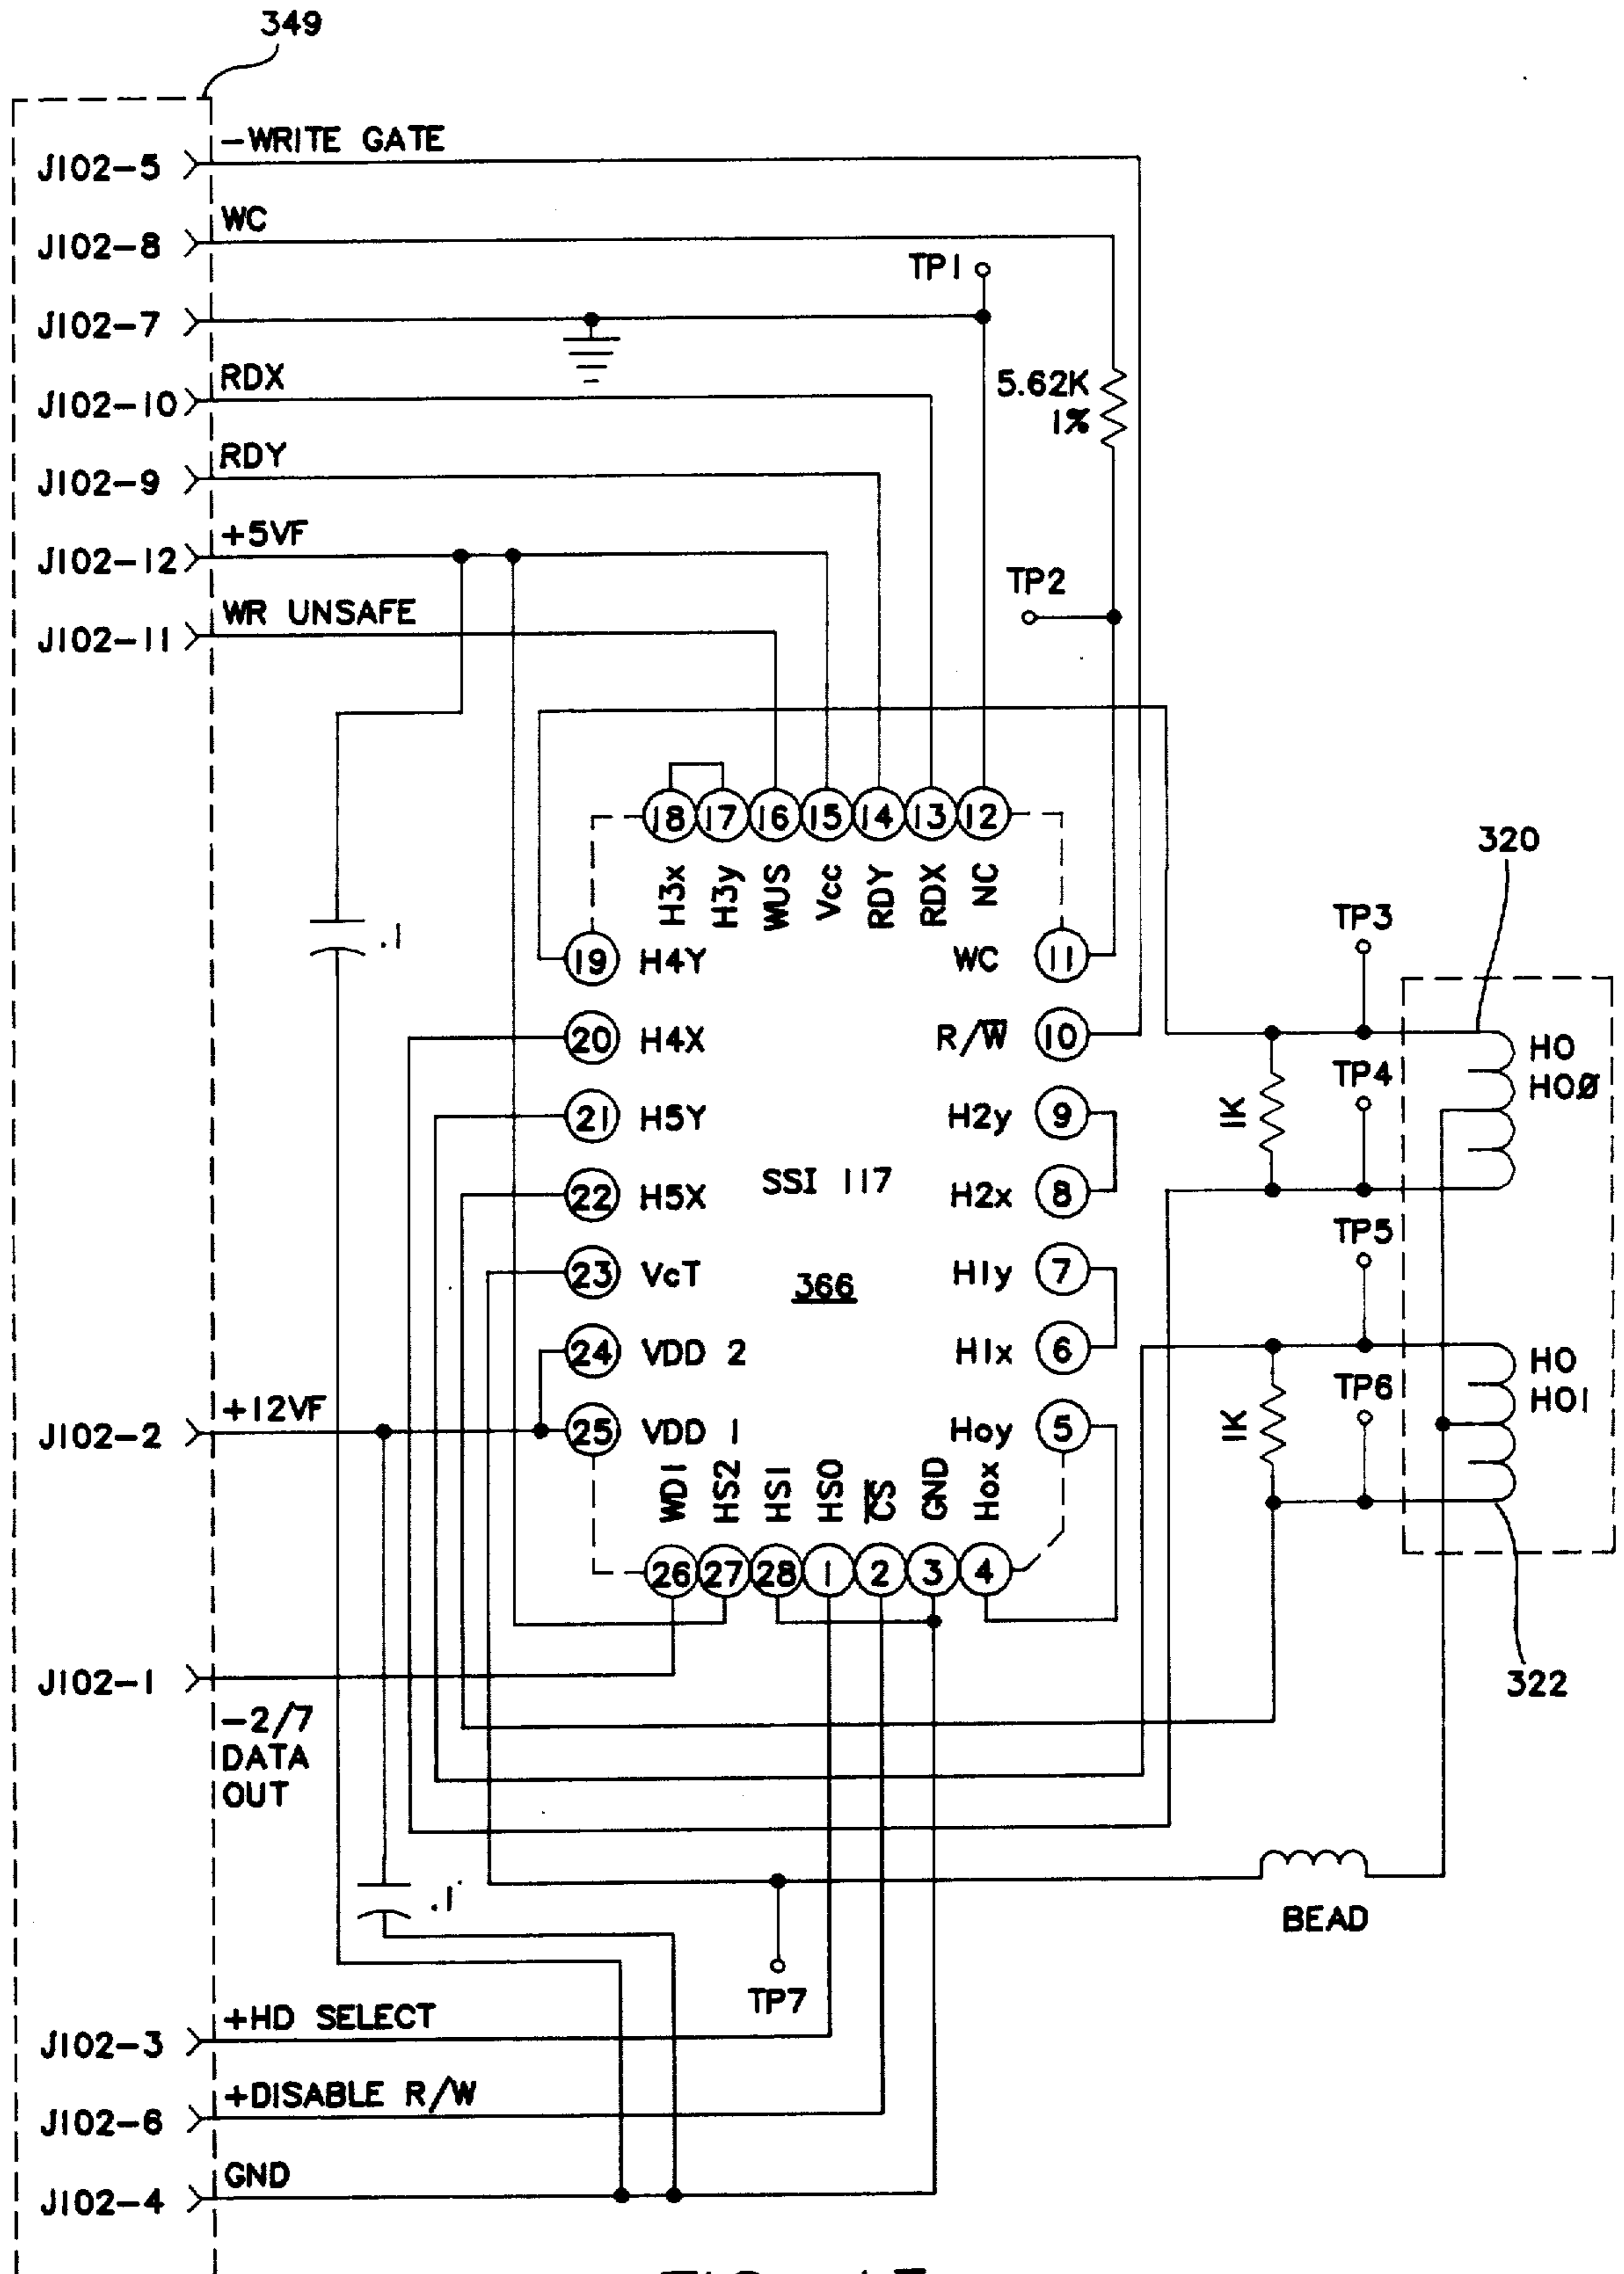 349
J102-5 -WRITE GATE
J102-8 WC
TP1
J102-7
J102-10 RDX
5.62K
1%
J102-9 RDY
J102-12 +5VF
TP2
J102-11 WR UNSAFE
18 17 16 15 14 13 12
H3x H3y WUS Vcc RDY RDX NC
320
.1
TP3
19 H4Y WC 11
20 H4X R/W̅ 10
HO
HO0̸
TP4
1K
21 H5Y H2y 9
SSI 117
22 H5X H2x 8
TP5
23 VcT H1y 7
366
24 VDD 2 H1x 6
HO
HO1
TP6
1K
J102-2 +12VF
25 VDD 1 Hoy 5
WDI HS2 HS1 HS0 C̅S̅ GND Hox
26 27 28 1 2 3 4
J102-1
322
-2/7
DATA
OUT
.1
BEAD
TP7
J102-3 +HD SELECT
J102-6 +DISABLE R/W
J102-4 GND